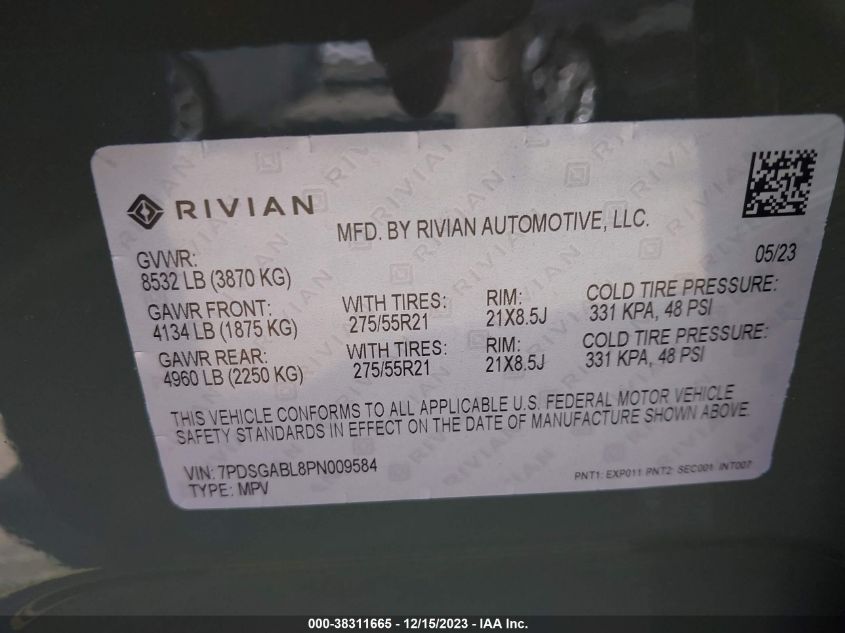 RIVIAN
MFD. BY RIVIAN AUTOMOTIVE, LLC.
05/23
GVWR:
8532 LB (3870 KG)
GAWR FRONT: WITH TIRES: RIM: COLD TIRE PRESSURE:
4134 LB (1875 KG) 275/55R21 21X8.5J 331 KPA, 48 PSI
GAWR REAR: WITH TIRES: RIM: COLD TIRE PRESSURE:
4960 LB (2250 KG) 275/55R21 21X8.5J 331 KPA, 48 PSI
THIS VEHICLE CONFORMS TO ALL APPLICABLE U.S. FEDERAL MOTOR VEHICLE
SAFETY STANDARDS IN EFFECT ON THE DATE OF MANUFACTURE SHOWN ABOVE.
VIN: 7PDSGABL8PN009584
TYPE: MPV
PNT1: EXP011 PNT2: SEC001 INT007
000-38311665 - 12/15/2023 - IAA Inc.